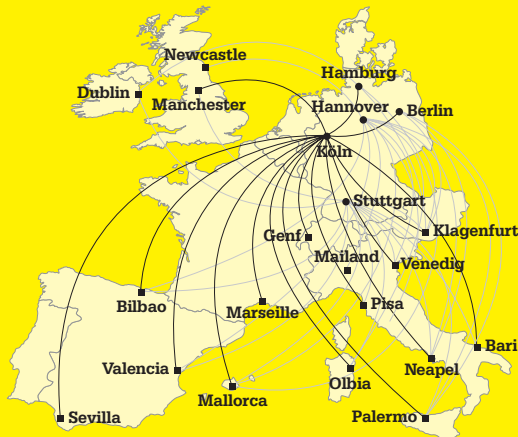 Newcastle
Hamburg
Dublin
Manchester
Hannover
Berlin
Köln
Stuttgart
Genf
Klagenfurt
Mailand
Venedig
Bilbao
Marseille
Pisa
Bari
Valencia
Neapel
Olbia
Mallorca
Sevilla
Palermo